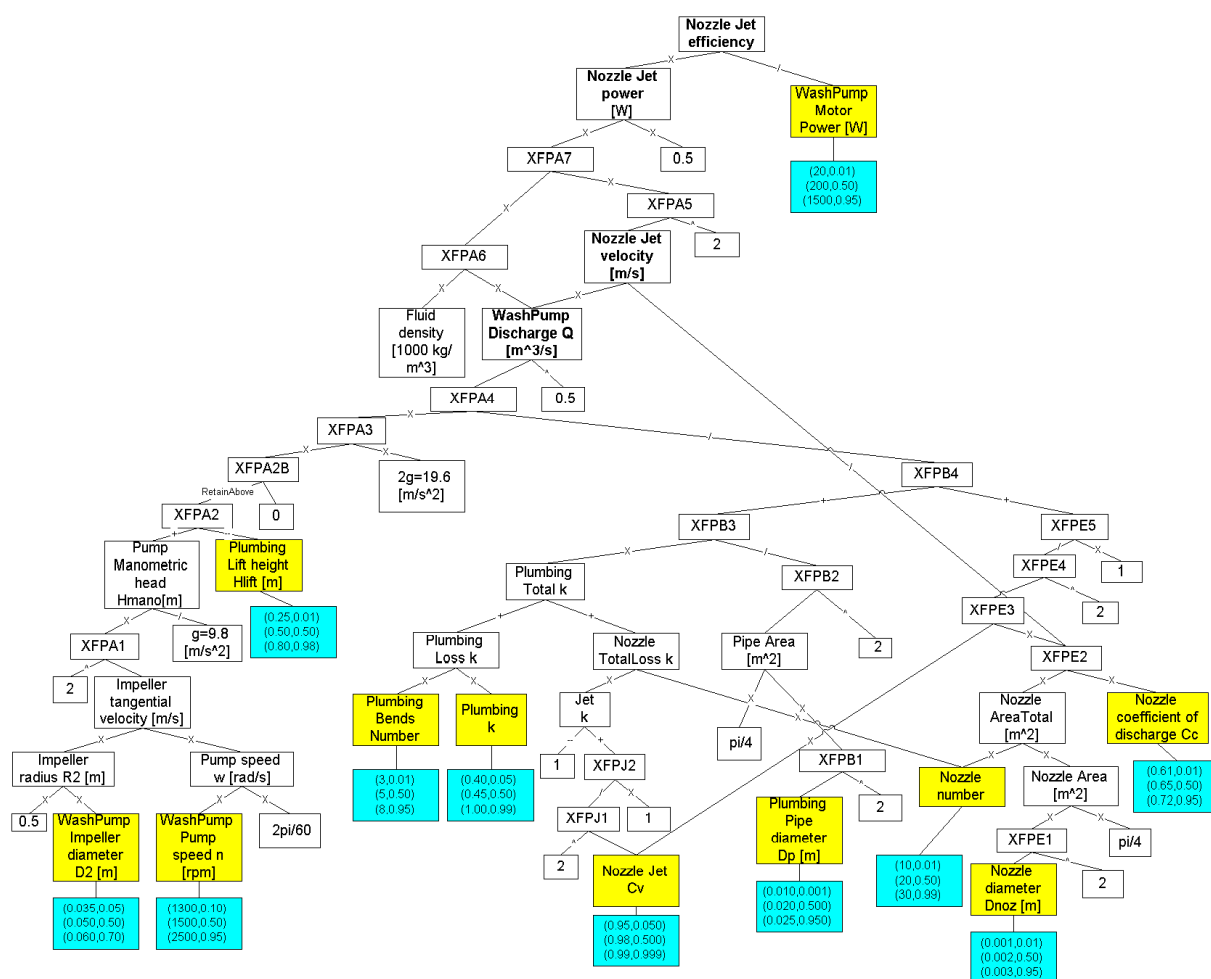 Nozzle Jet
efficiency
X
/
Nozzle Jet
power
[W]
WashPump
Motor
Power [W]
X
X
XFPA7
0.5
(20,0.01)
(200,0.50)
(1500,0.95)
X
X
XFPA5
^
2
XFPA6
Nozzle Jet
velocity
[m/s]
X
X
X
Fluid
density
[1000 kg/
m^3]
WashPump
Discharge Q
[m^3/s]
^
XFPA4
0.5
X
/
/
XFPA3
X
X
XFPA2B
2g=19.6
[m/s^2]
XFPB4
RetainAbove
XFPA2
0
+
+
XFPB3
XFPE5
+
--
Pump
Manometric
head
Hmano[m]
Plumbing
Lift height
Hlift [m]
X
/
/
X
Plumbing
Total k
XFPB2
XFPE4
1
^
^
XFPE3
2
X
/
(0.25,0.01)
(0.50,0.50)
(0.80,0.98)
XFPA1
g=9.8
[m/s^2]
+
+
X
Plumbing
Loss k
Nozzle
TotalLoss k
Pipe Area
[m^2]
2
XFPE2
^
2
Impeller
tangential
velocity [m/s]
X
X
X
X
X
X
X
X
Plumbing
Bends
Number
Plumbing
k
Jet
k
pi/4
Nozzle
AreaTotal
[m^2]
Nozzle
coefficient of
discharge Cc
X
X
--
+
X
X
X
Impeller
radius R2 [m]
Pump speed
w [rad/s]
1
XFPJ2
XFPB1
Nozzle
number
Nozzle Area
[m^2]
(3,0.01)
(5,0.50)
(8,0.95)
(0.40,0.05)
(0.45,0.50)
(1.00,0.99)
(0.61,0.01)
(0.65,0.50)
(0.72,0.95)
X
X
X
X
/
X
^
X
X
0.5
WashPump
Impeller
diameter
D2 [m]
WashPump
Pump
speed n
[rpm]
2pi/60
XFPJ1
1
Plumbing
Pipe
diameter
Dp [m]
2
XFPE1
pi/4
X
^
2
Nozzle Jet
Cv
(10,0.01)
(20,0.50)
(30,0.99)
Nozzle
diameter
Dnoz [m]
2
(0.035,0.05)
(0.050,0.50)
(0.060,0.70)
(1300,0.10)
(1500,0.50)
(2500,0.95)
(0.95,0.050)
(0.98,0.500)
(0.99,0.999)
(0.010,0.001)
(0.020,0.500)
(0.025,0.950)
(0.001,0.01)
(0.002,0.50)
(0.003,0.95)